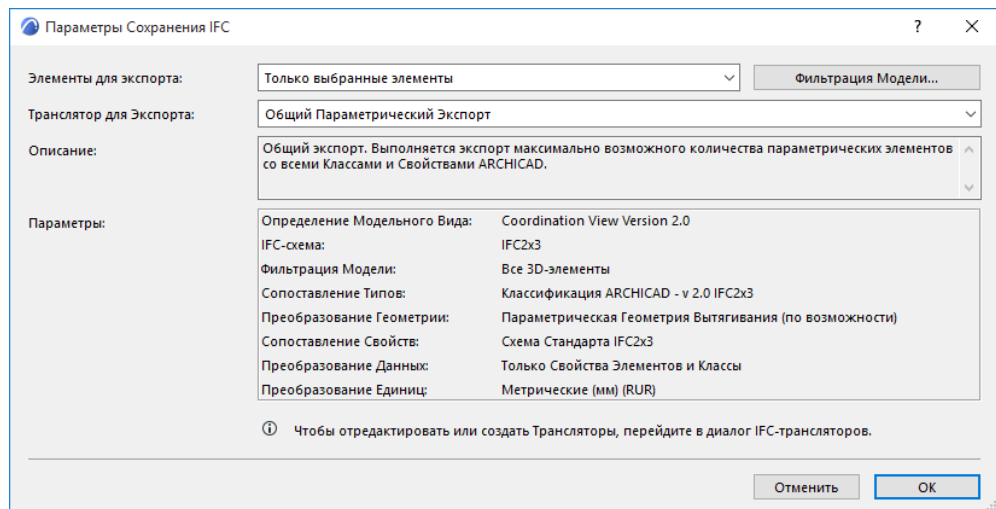 Параметры Сохранения IFC
Элементы для экспорта: Только выбранные элементы Фильтрация Модели...
Транслятор для Экспорта: Общий Параметрический Экспорт
Описание: Общий экспорт. Выполняется экспорт максимально возможного количества параметрических элементов
со всеми Классами и Свойствами ARCHICAD.
Параметры: Определение Модельного Вида: Coordination View Version 2.0
IFC-схема: IFC2x3
Фильтрация Модели: Все 3D-элементы
Сопоставление Типов: Классификация ARCHICAD - v 2.0 IFC2x3
Преобразование Геометрии: Параметрическая Геометрия Вытягивания (по возможности)
Сопоставление Свойств: Схема Стандарта IFC2x3
Преобразование Данных: Только Свойства Элементов и Классы
Преобразование Единиц: Метрические (мм) (RUR)
Чтобы отредактировать или создать Трансляторы, перейдите в диалог IFC-трансляторов.
Отменить OK